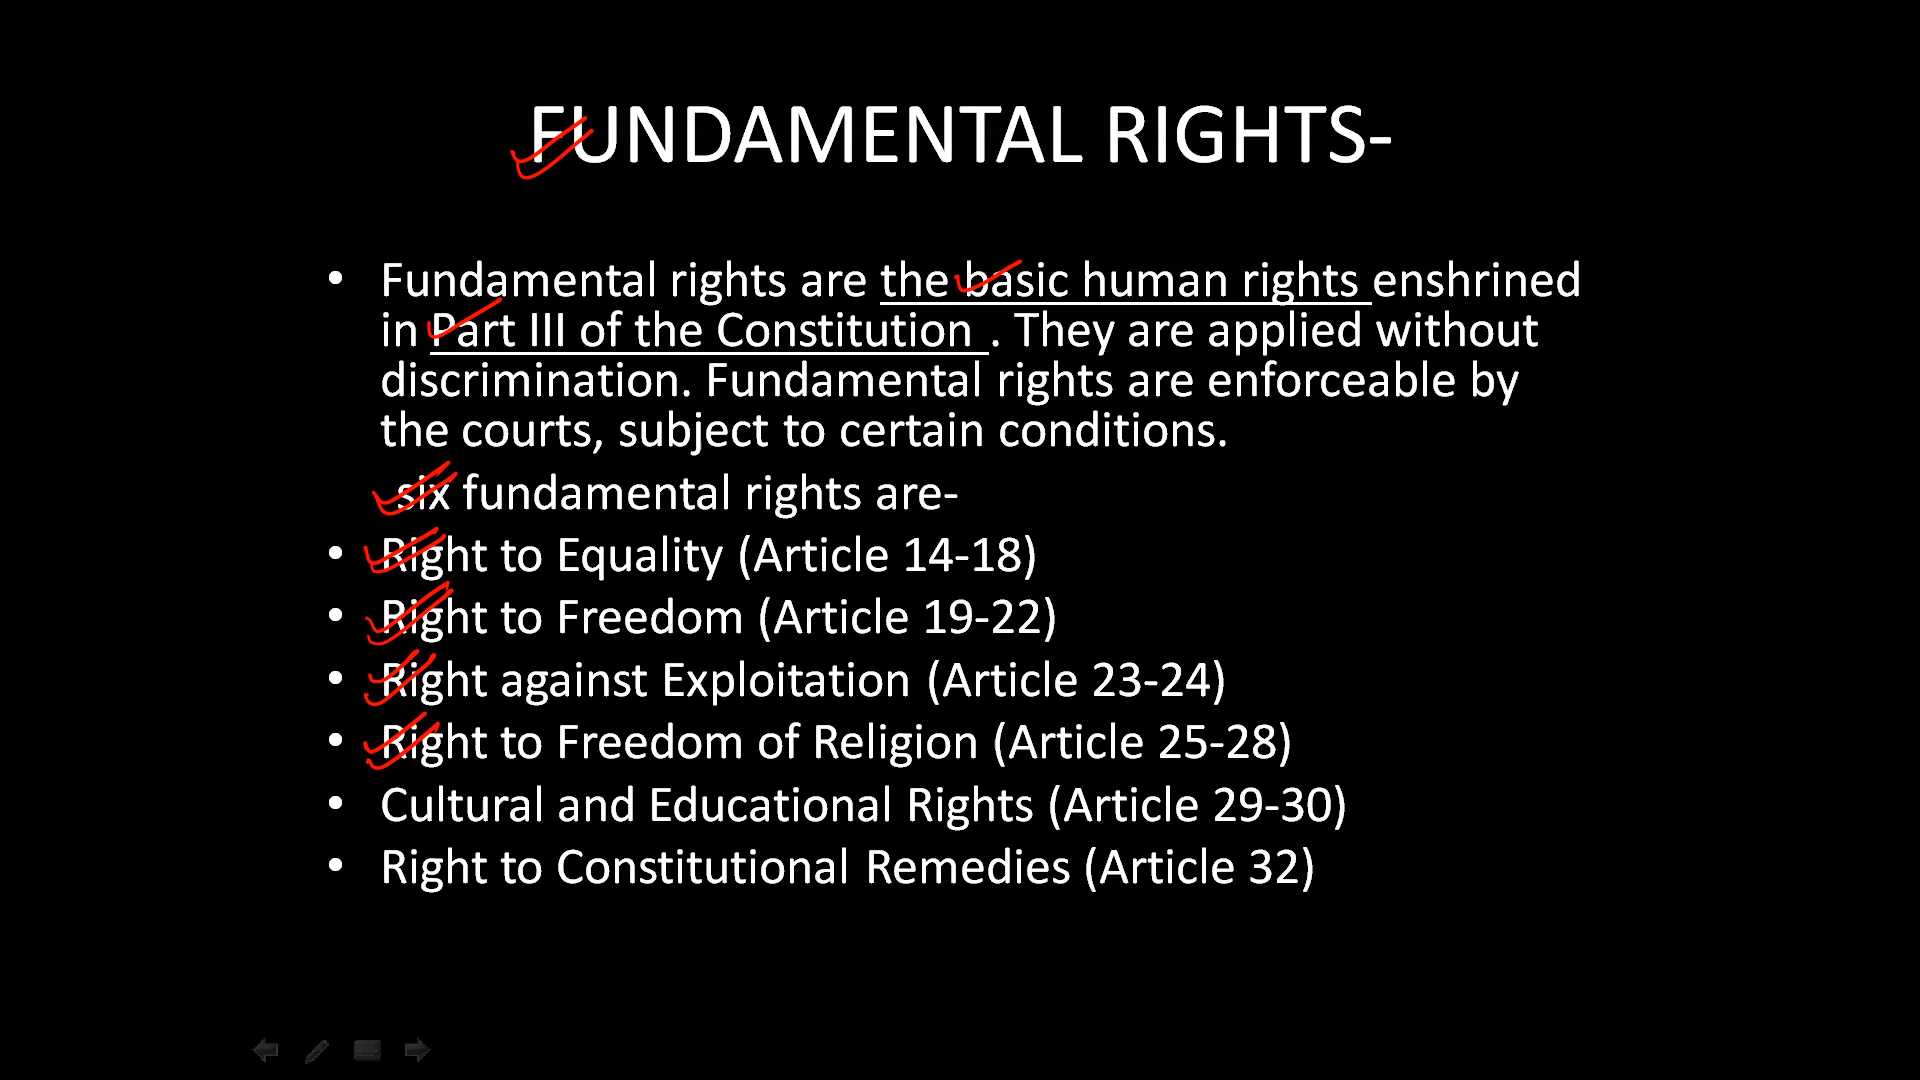 FUNDAMENTAL RIGHTS-
• Fundamental rights are the basic human rights enshrined
in Part III of the Constitution . They are applied without
discrimination. Fundamental rights are enforceable by
the courts, subject to certain conditions.
six fundamental rights are-
• Right to Equality (Article 14-18)
• Right to Freedom (Article 19-22)
• Right against Exploitation (Article 23-24)
• Right to Freedom of Religion (Article 25-28)
• Cultural and Educational Rights (Article 29-30)
• Right to Constitutional Remedies (Article 32)